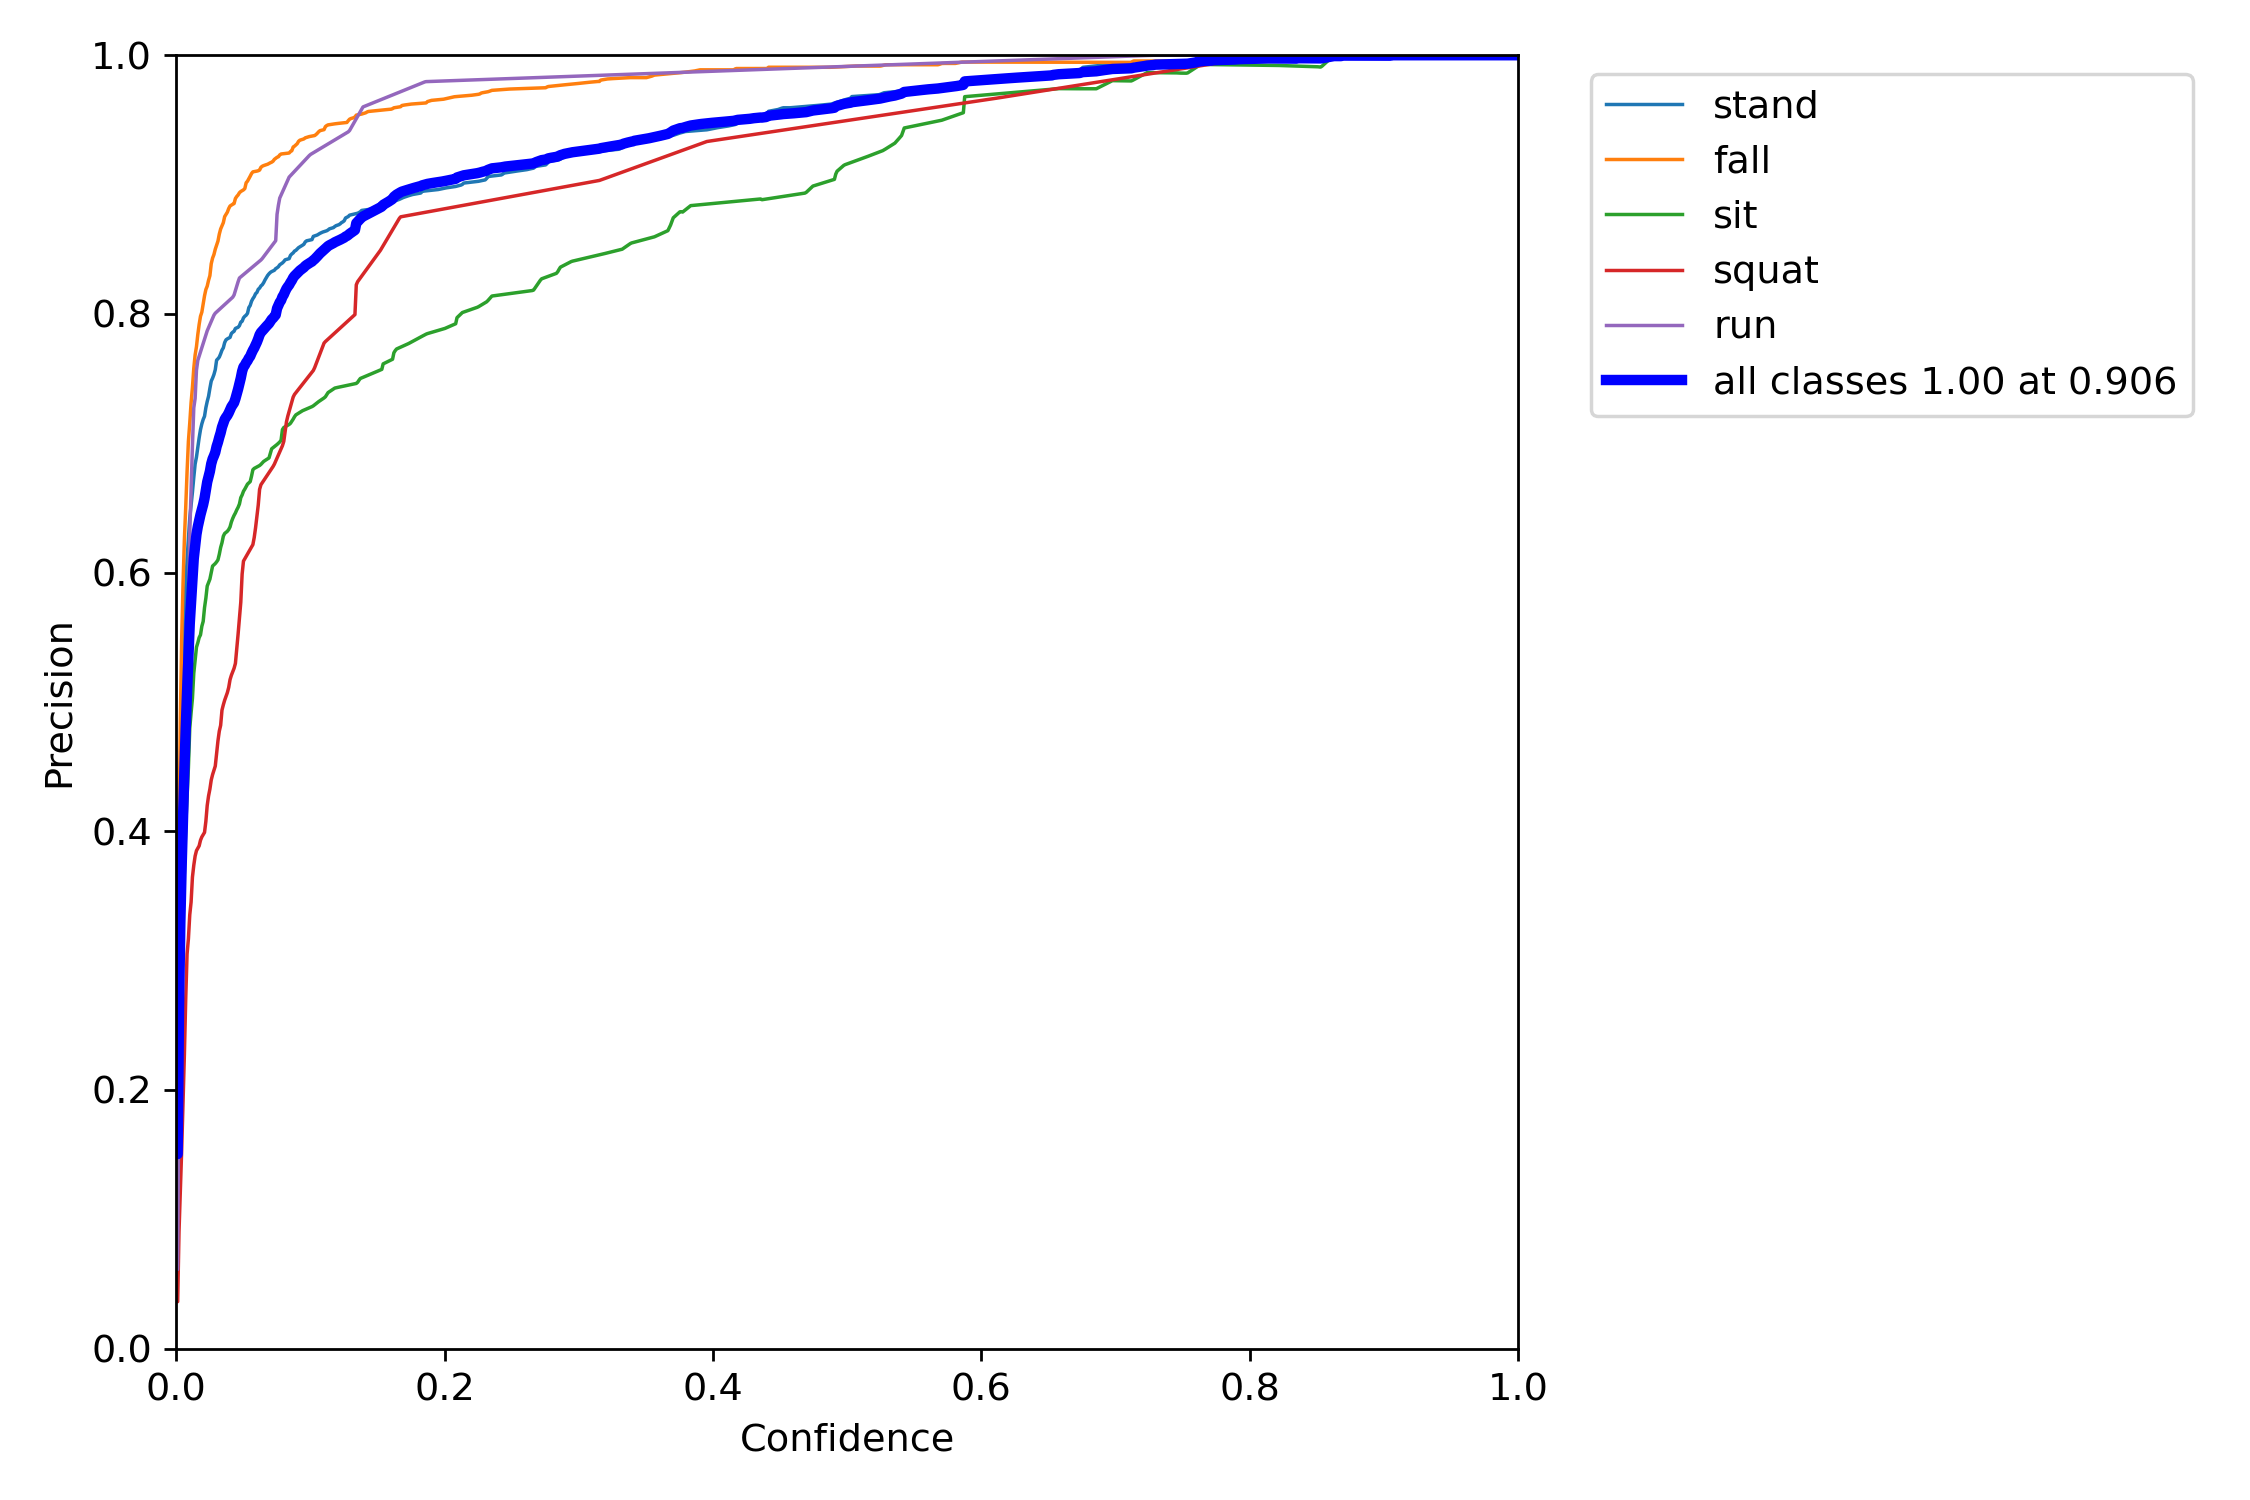 1.0
0.8
0.6
0.4
0.2
0.0
Precision
0.0 0.2 0.4 0.6 0.8 1.0
Confidence
stand
fall
sit
squat
run
all classes 1.00 at 0.906